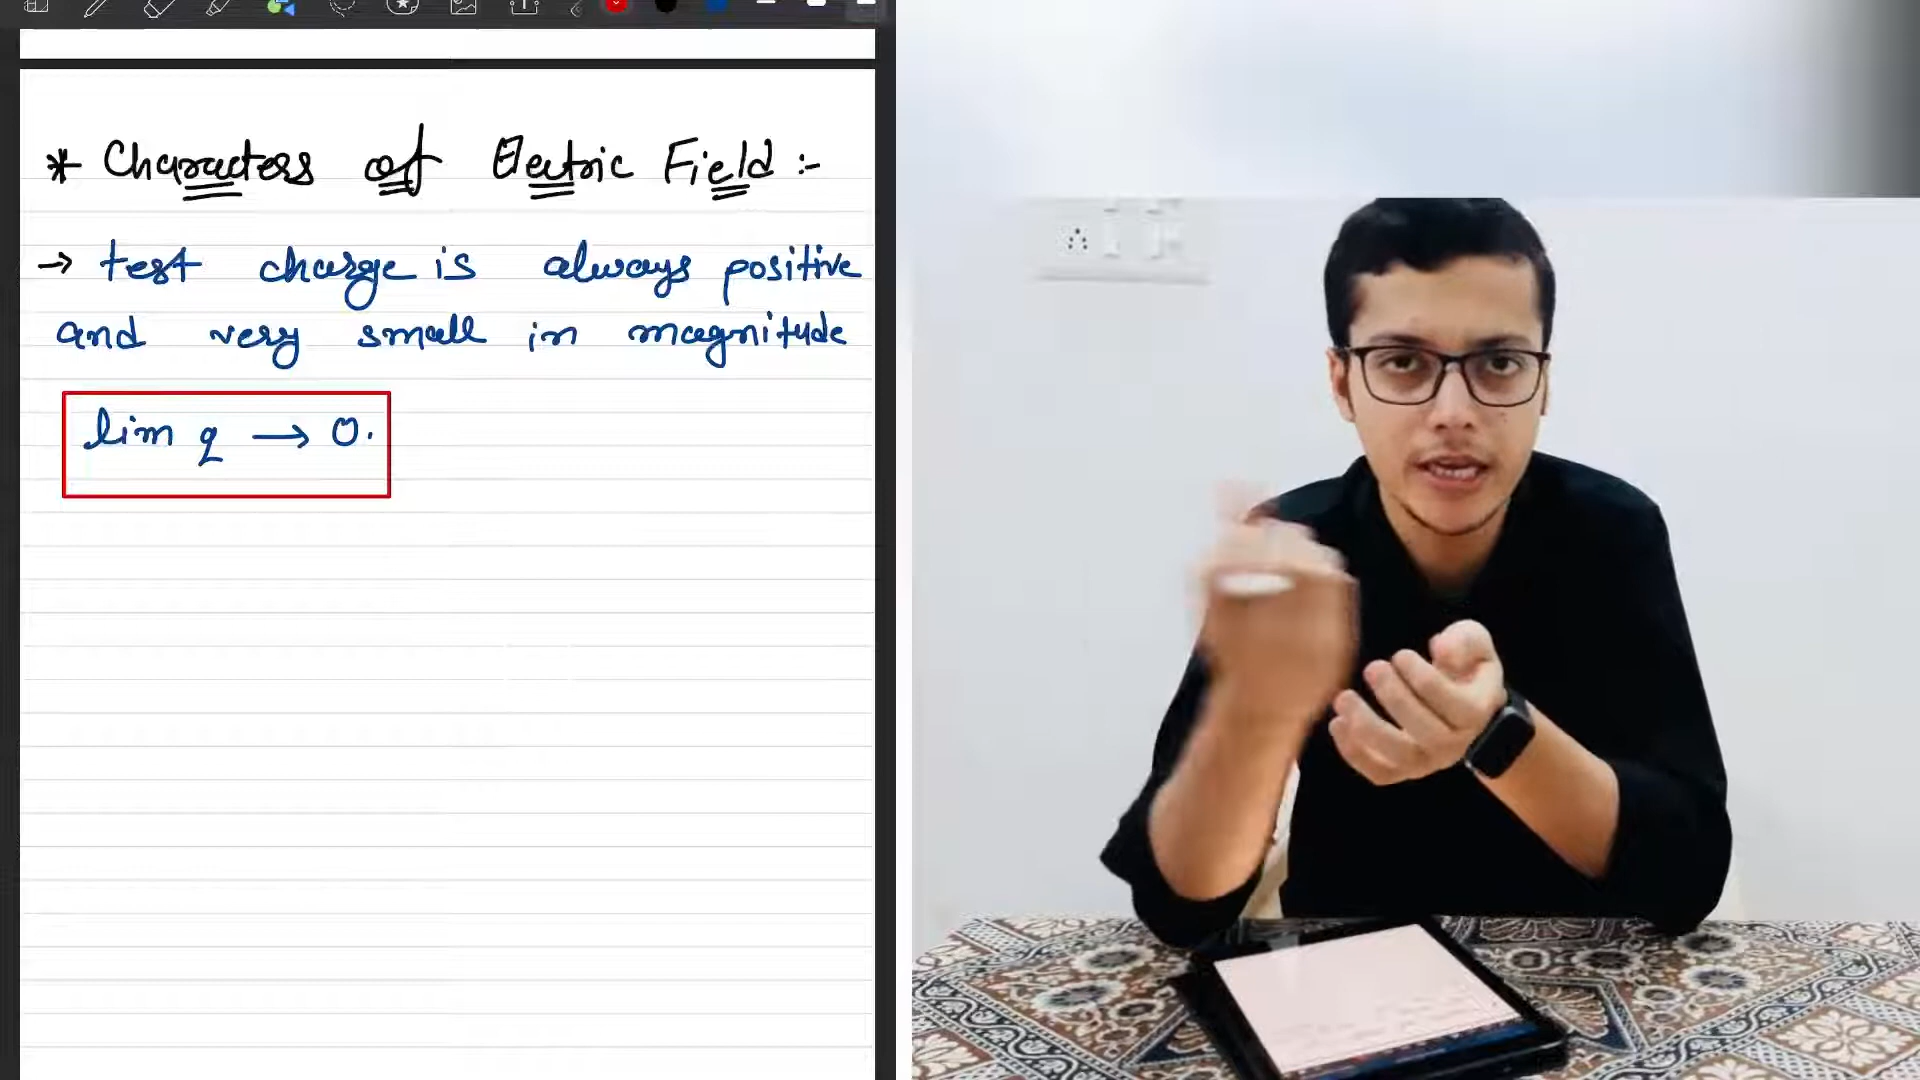 * Characters of Electric Field :-
→ test charge is always positive
and very small in magnitude
lim q → 0.